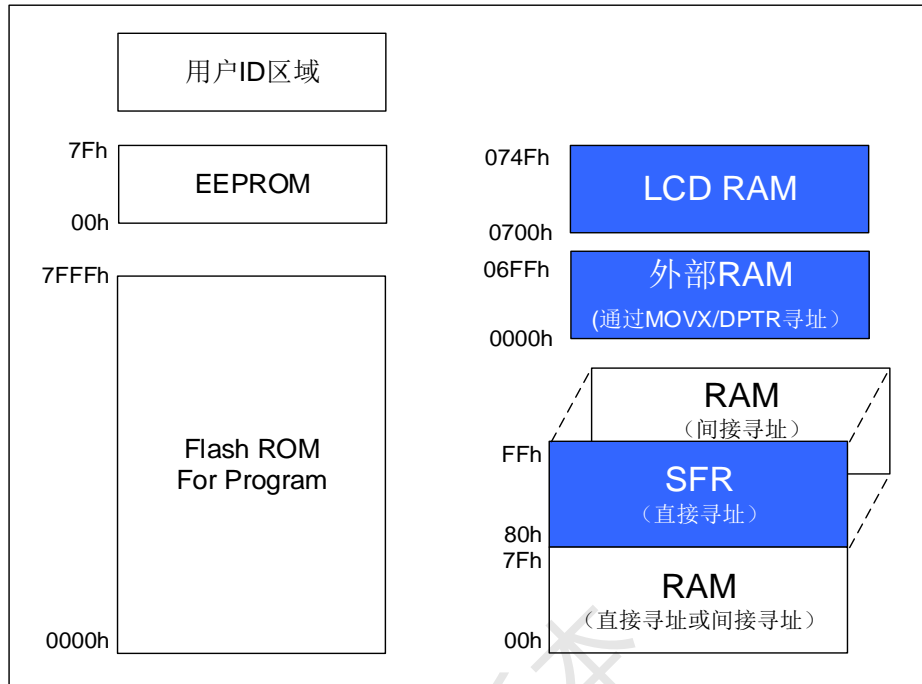 用户ID区域
7Fh
EEPROM
00h
7FFFh
Flash ROM
For Program
0000h
074Fh
LCD RAM
0700h
06FFh
外部RAM
(通过MOVX/DPTR寻址）
0000h
RAM
（间接寻址）
FFh
SFR
（直接寻址）
80h
7Fh
RAM
（直接寻址或间接寻址）
00h
本